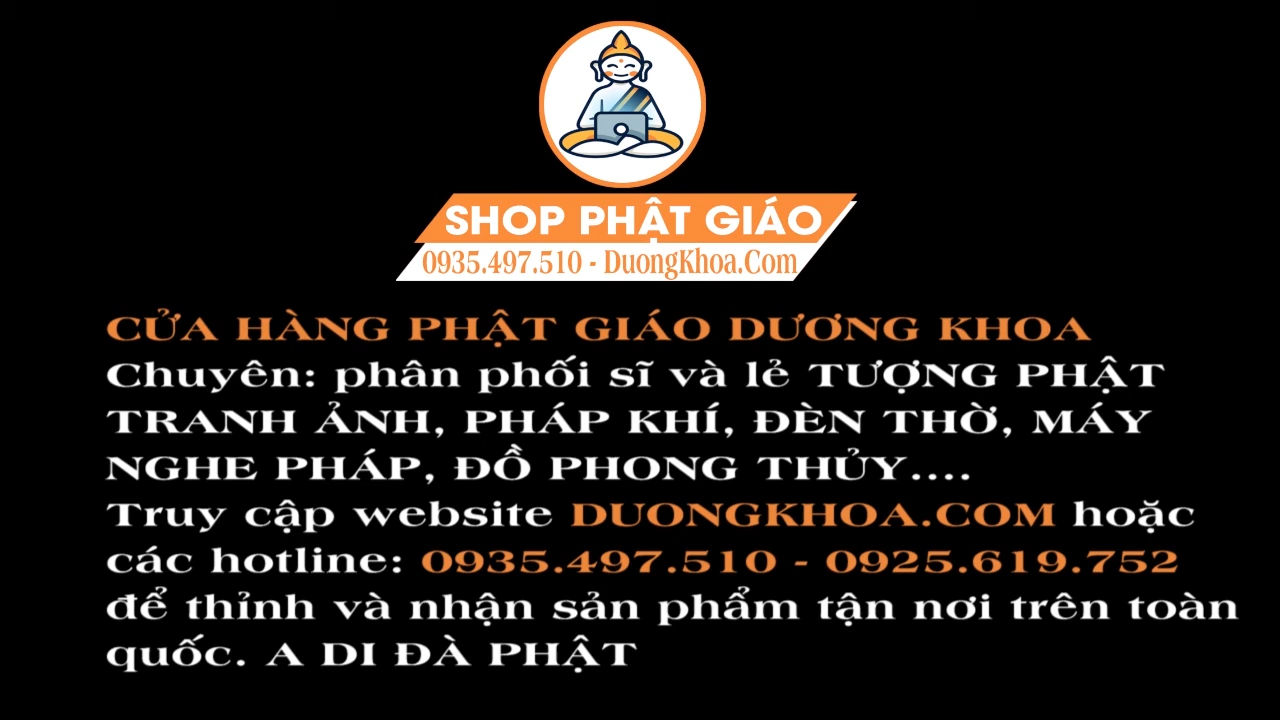 SHOP PHẬT GIÁO
0935.497.510 - DuongKhoa.Com
CỬA HÀNG PHẬT GIÁO DƯƠNG KHOA
Chuyên: phân phối sĩ và lẻ TƯỢNG PHẬT
TRANH ẢNH, PHÁP KHÍ, ĐÈN THỜ, MÁY
NGHE PHÁP, ĐỒ PHONG THỦY....
Truy cập website DUONGKHOA.COM hoặc
các hotline: 0935.497.510 - 0925.619.752
để thỉnh và nhận sản phẩm tận nơi trên toàn
quốc. A DI ĐÀ PHẬT